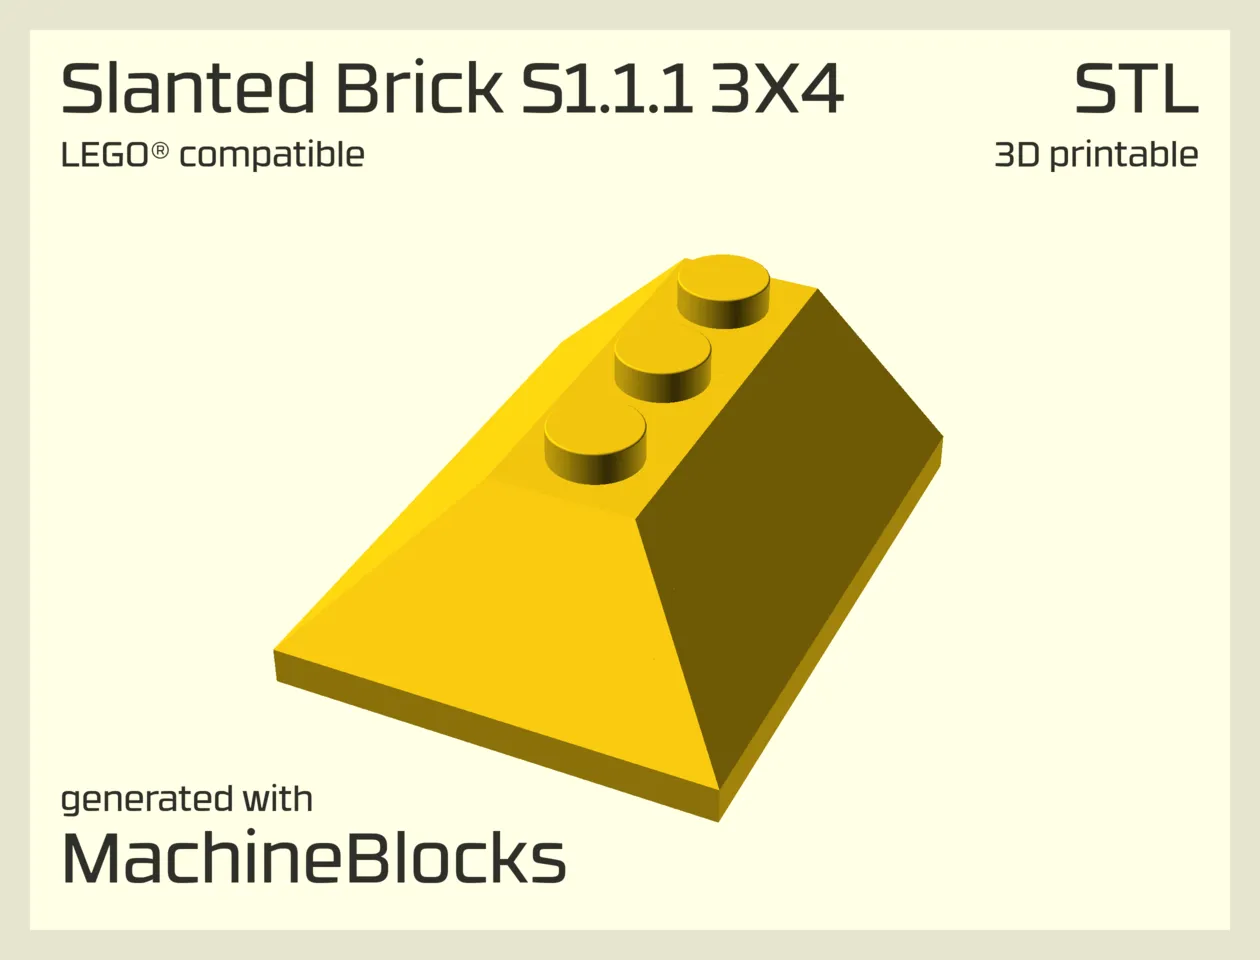 Slanted Brick S1.1.1 3X4
STL
LEGO® compatible
3D printable
generated with
MachineBlocks